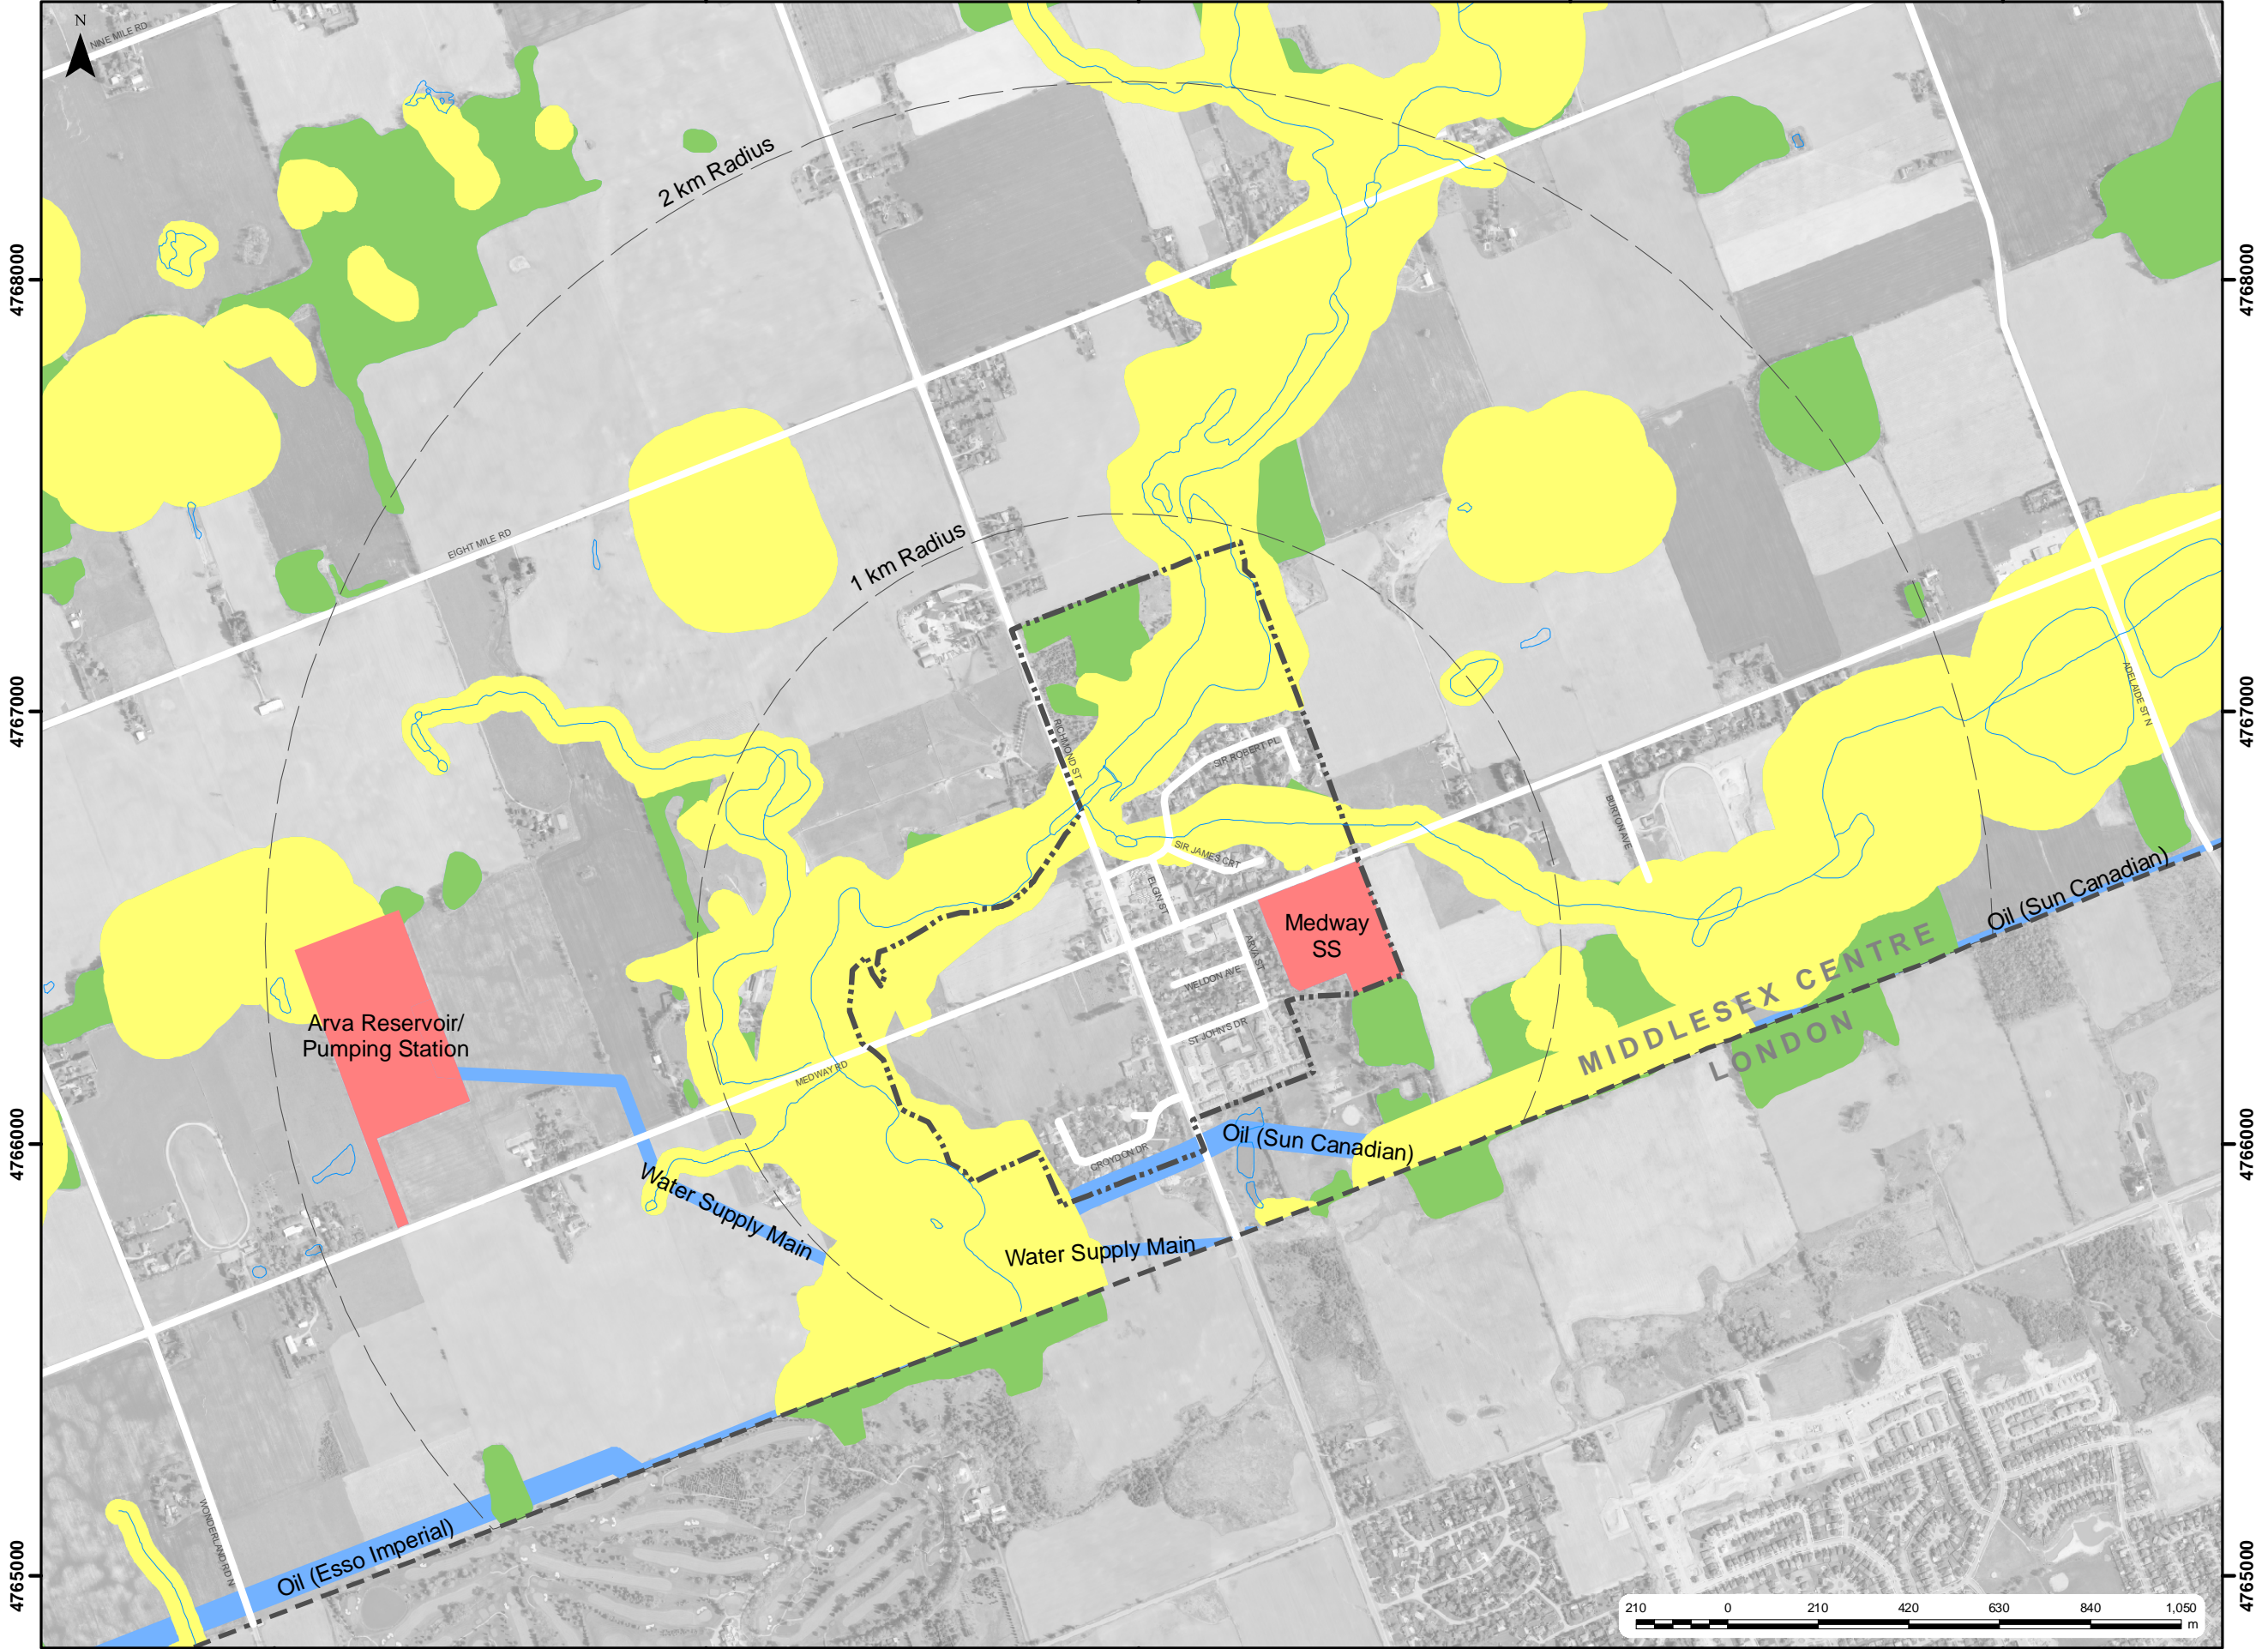 N
NINE MILE RD
2 km Radius
4768000
4768000
EIGHT MILE RD
1 km Radius
4767000
4767000
RICHMOND ST
SIR ROBERT PL
ADELAIDE ST N
BURTON AVE
SIR JAMES CRT
ELGIN ST
Oil (Sun Canadian)
Medway
SS
ARVA ST
WELDON AVE
MIDDLESEX CENTRE
LONDON
Arva Reservoir/
Pumping Station
ST JOHN'S DR
MEDWAY RD
4766000
4766000
Oil (Sun Canadian)
CROYDON DR
Water Supply Main
Water Supply Main
WONDERLAND RD N
Oil (Esso Imperial)
4765000
4765000
210 0 210 420 630 840 1,050
m